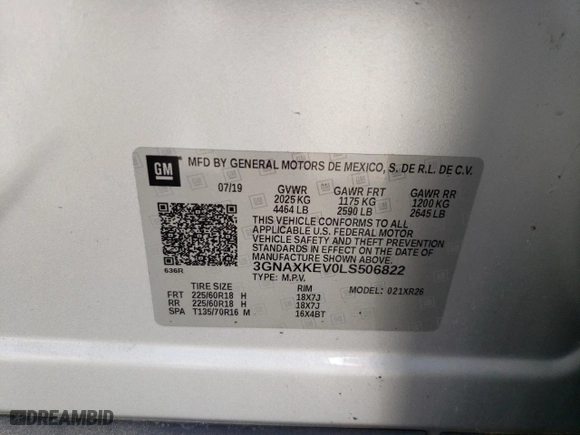 GM
MFD BY GENERAL MOTORS DE MEXICO, S. DE R.L. DE C.V.
07/19 GVWR GAWR FRT GAWR RR
2025 KG 1175 KG 1200 KG
4464 LB 2590 LB 2645 LB
THIS VEHICLE CONFORMS TO ALL
APPLICABLE U.S. FEDERAL MOTOR
VEHICLE SAFETY AND BUMPER
STANDARDS IN EFFECT ON THE DATE
OF MANUFACTURE SHOWN ABOVE.
636R
3GNAXKEV0LS506822
TYPE: M.P.V. MODEL: 021XR26
TIRE SIZE RIM
FRT 225/60R18 H 18X7J
RR 225/60R18 H 18X7J
SPA T135/70R16 M 16X4BT
DREAMBID